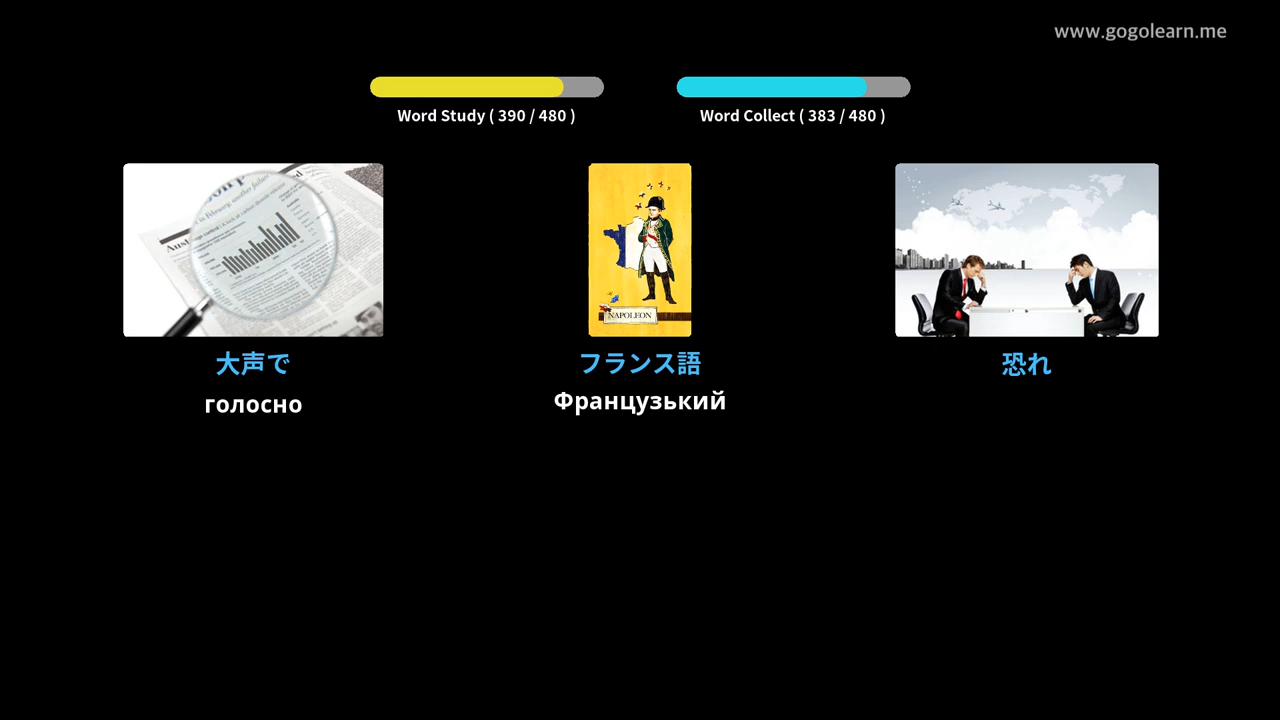 www.gogolearn.me
Word Study ( 390 / 480 )
Word Collect ( 383 / 480 )
NAPOLEON
大声で
フランス語
恐れ
голосно
Французький